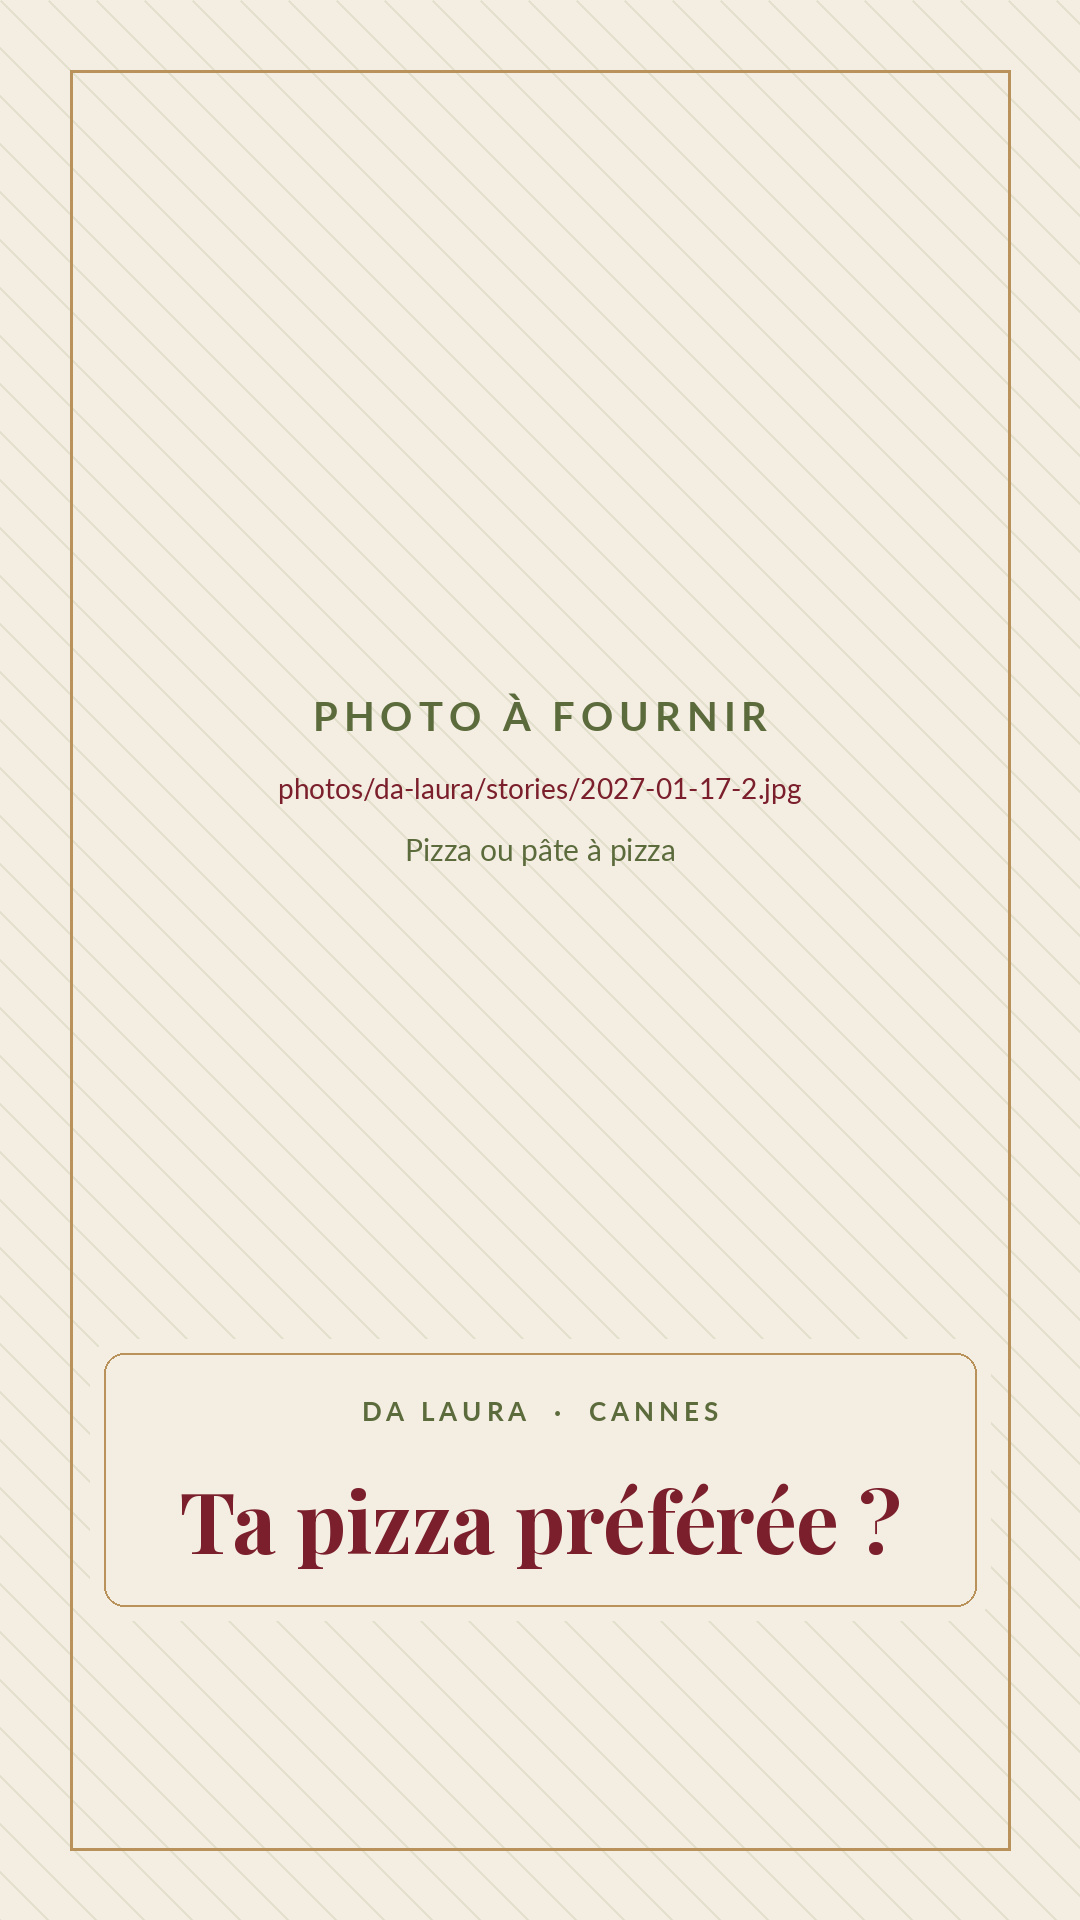 PHOTO À FOURNIR
photos/da-laura/stories/2027-01-17-2.jpg
Pizza ou pâte à pizza
DA LAURA · CANNES
Ta pizza préférée ?